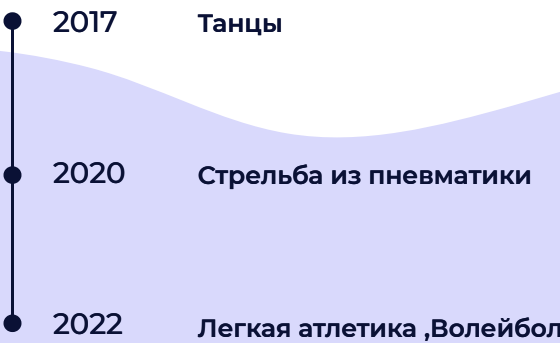 2017 Танцы
2020 Стрельба из пневматики
2022 Легкая атлетика ,Волейбол